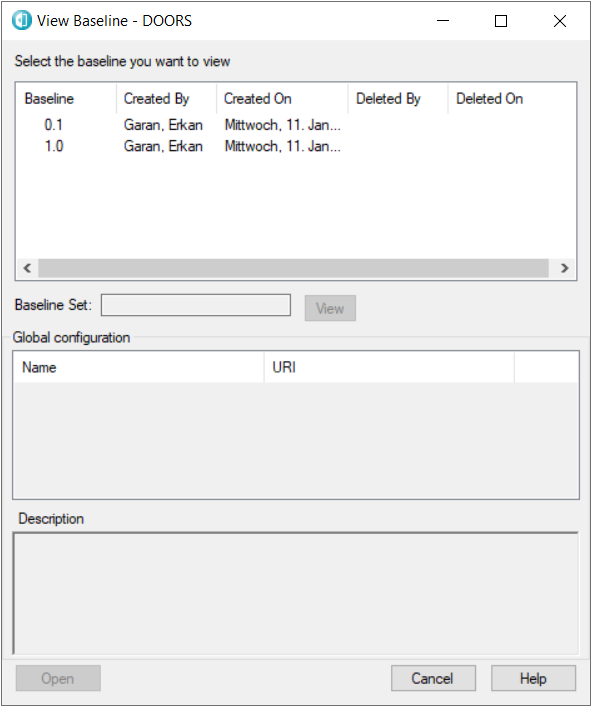 View Baseline - DOORS
Select the baseline you want to view
Baseline Created By Created On Deleted By Deleted On
0.1 Garan, Erkan Mittwoch, 11. Jan...
1.0 Garan, Erkan Mittwoch, 11. Jan...
Baseline Set: View
Global configuration
Name URI
Description
Open Cancel Help